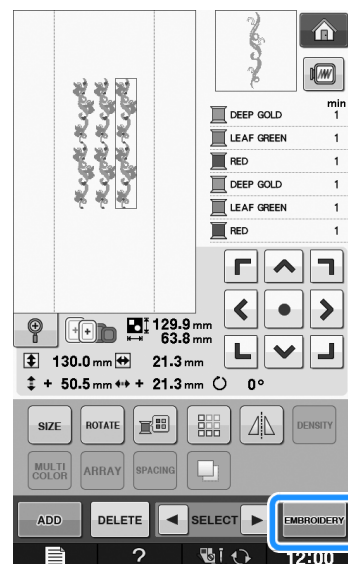 min
DEEP GOLD 1
LEAF GREEN 1
RED 1
DEEP GOLD 1
LEAF GREEN 1
RED 1
129.9 mm
63.8 mm
130.0 mm 21.3 mm
+ 50.5 mm + 21.3 mm 0°
SIZE ROTATE DENSITY
MULTI COLOR ARRAY SPACING
ADD DELETE SELECT EMBROIDERY
? 12:00